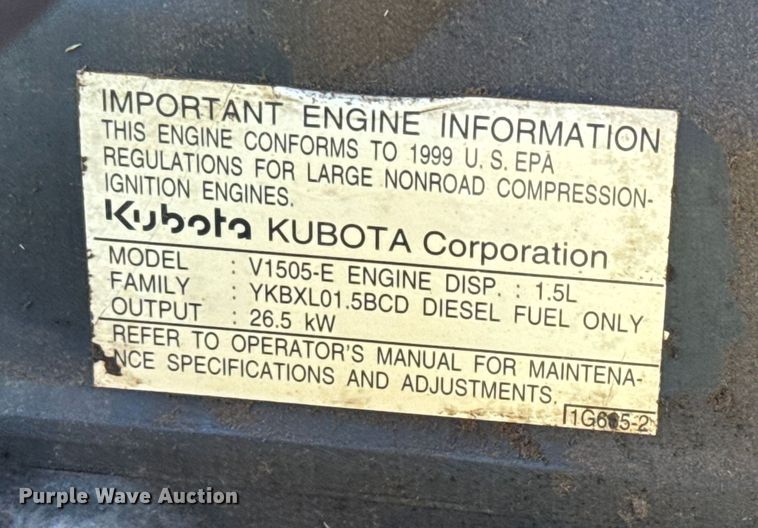 IMPORTANT ENGINE INFORMATION
THIS ENGINE CONFORMS TO 1999 U.S.EPA
REGULATIONS FOR LARGE NONROAD COMPRESSION-
IGNITION ENGINES.
Kubota KUBOTA Corporation
MODEL : V1505-E ENGINE DISP. : 1.5L
FAMILY : YKBXL01.5BCD DIESEL FUEL ONLY
OUTPUT : 26.5 kW
REFER TO OPERATOR'S MANUAL FOR MAINTENA-
NCE SPECIFICATIONS AND ADJUSTMENTS.
Purple Wave Auction